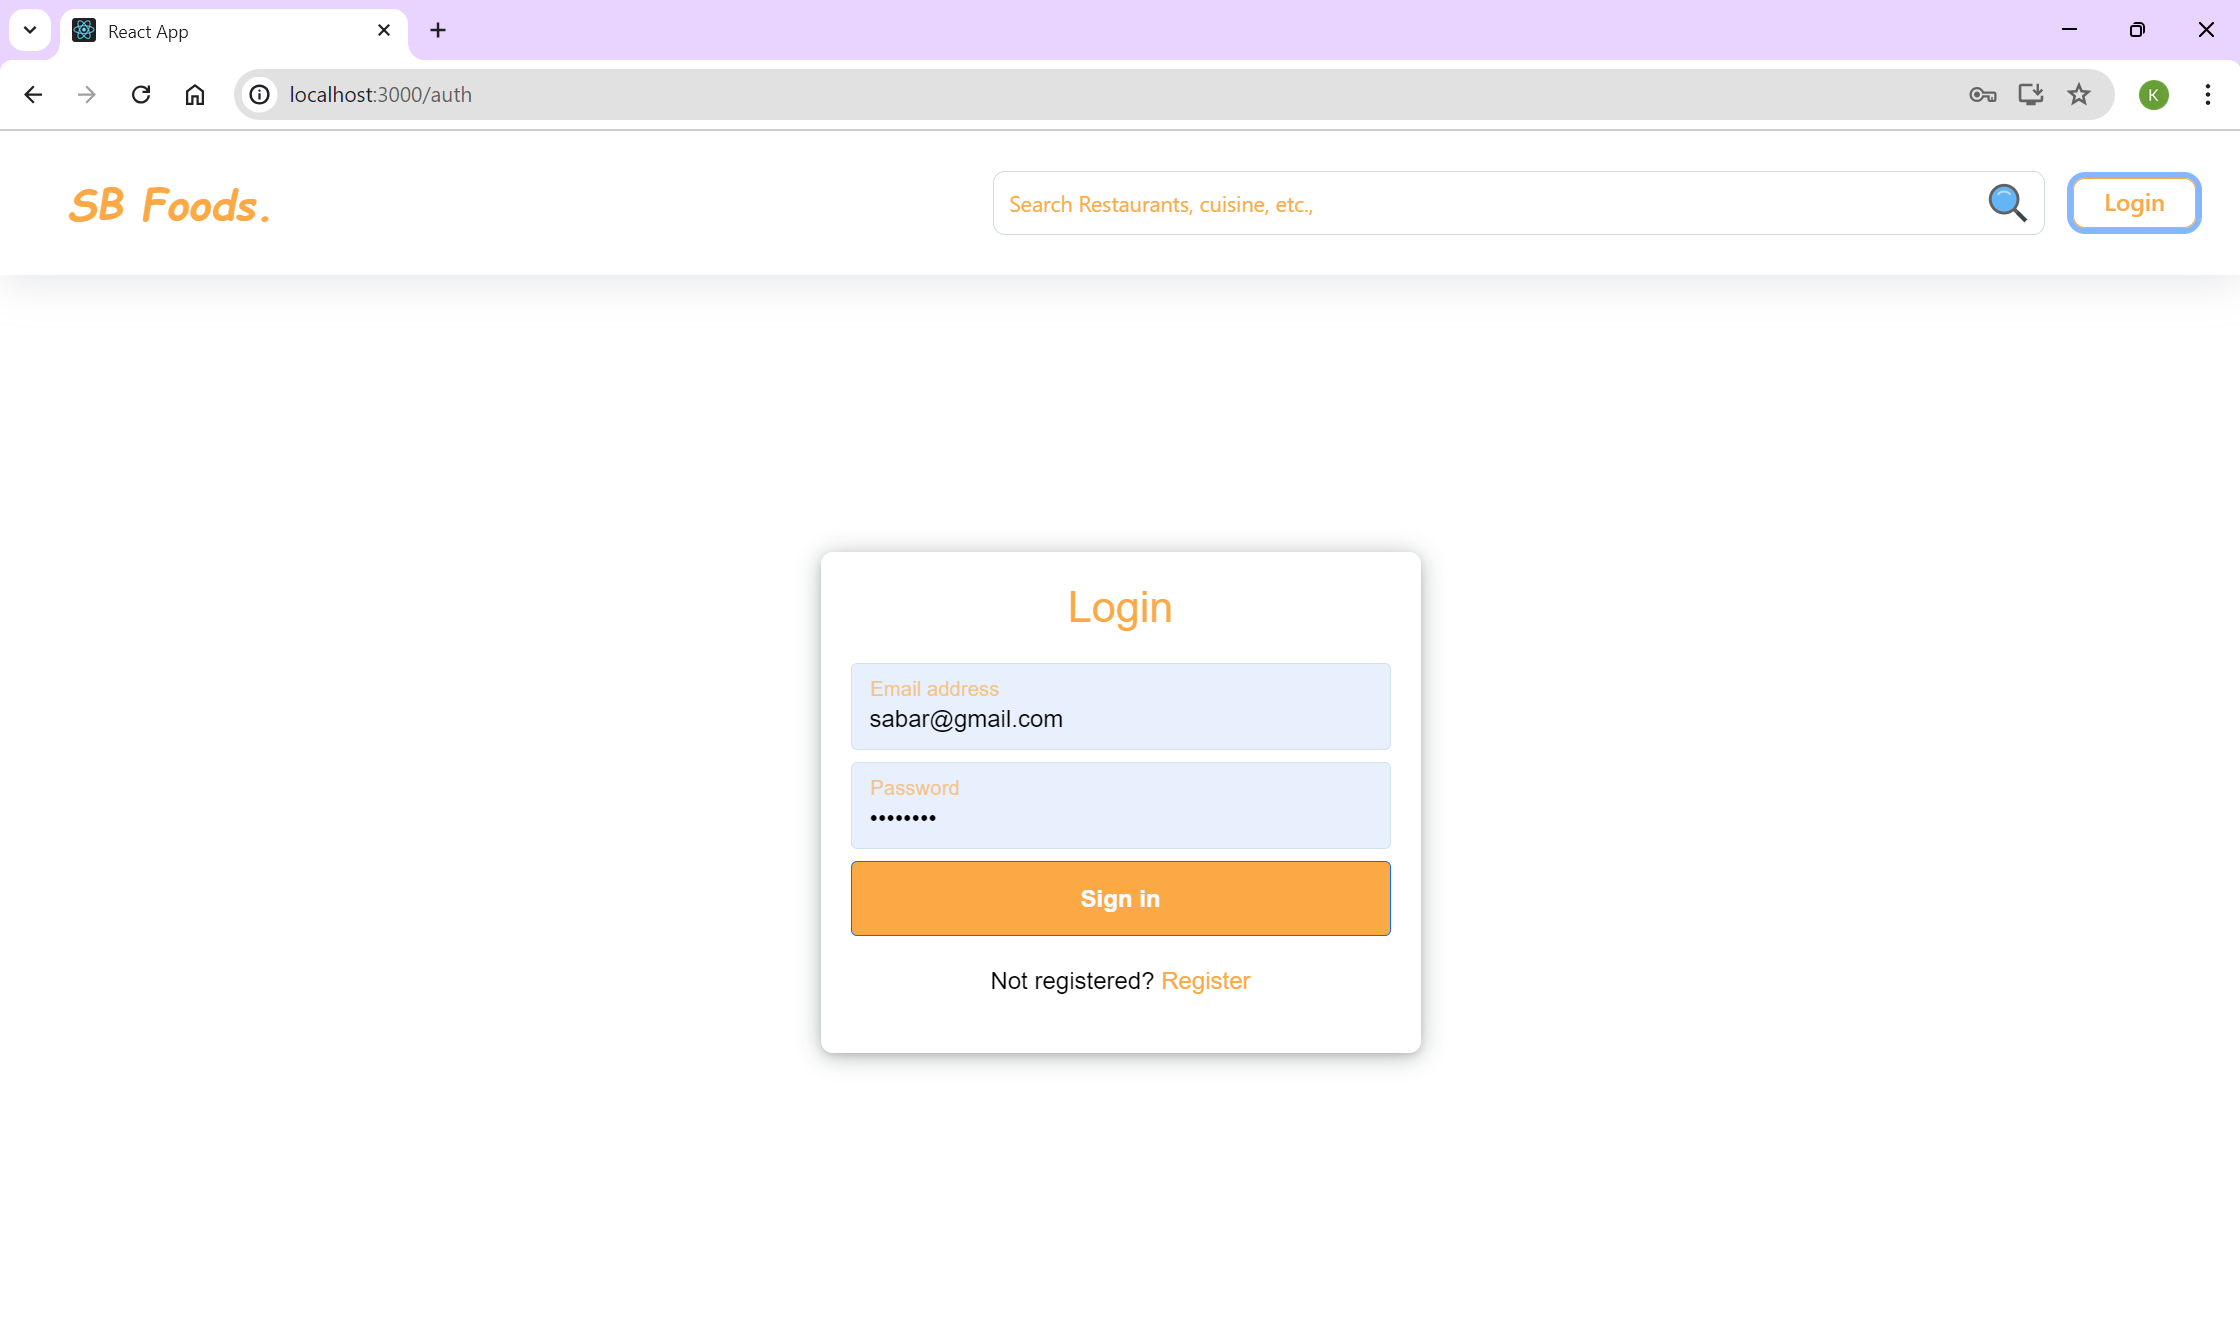 React App
localhost:3000/auth
K
SB Foods.
Search Restaurants, cuisine, etc.,
Login
Login
Email address
sabar@gmail.com
Password
••••••••
Sign in
Not registered? Register